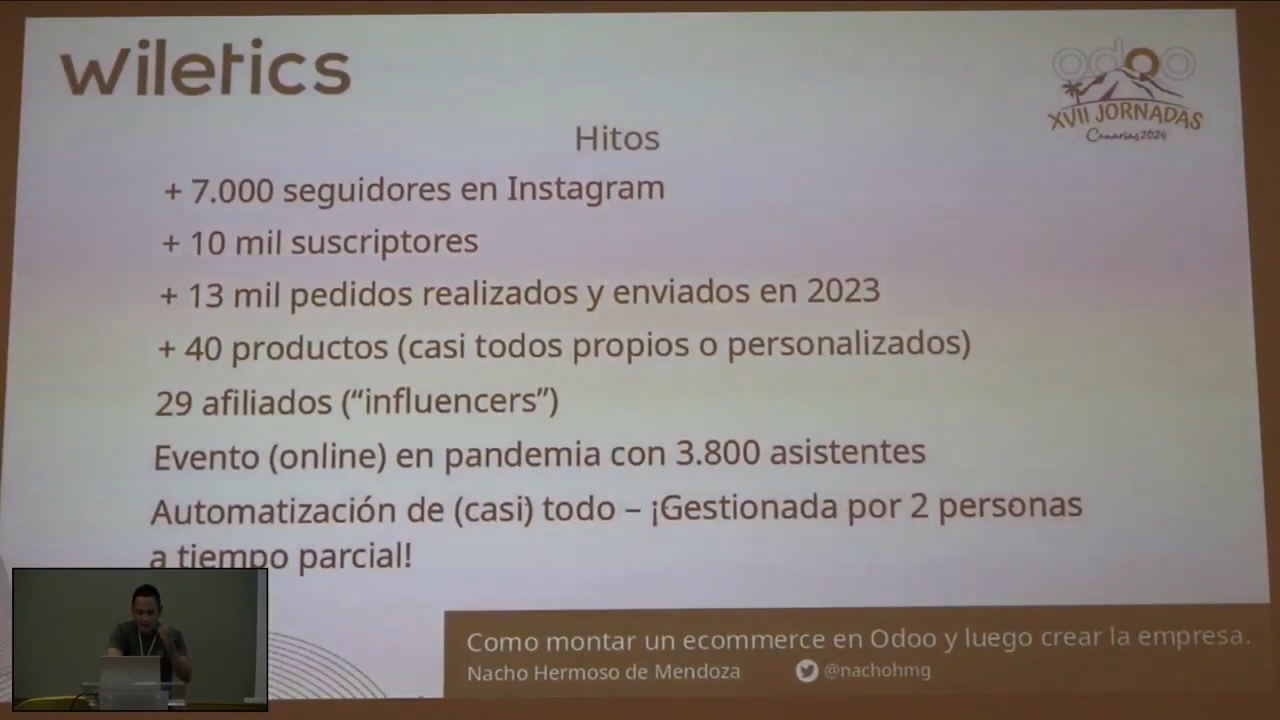 wiletics
odoo
XVII JORNADAS
Canarias 2024
Hitos
+ 7.000 seguidores en Instagram
+ 10 mil suscriptores
+ 13 mil pedidos realizados y enviados en 2023
+ 40 productos (casi todos propios o personalizados)
29 afiliados (“influencers”)
Evento (online) en pandemia con 3.800 asistentes
Automatización de (casi) todo – ¡Gestionada por 2 personas
a tiempo parcial!
Como montar un ecommerce en Odoo y luego crear la empresa.
Nacho Hermoso de Mendoza
@nachohmg